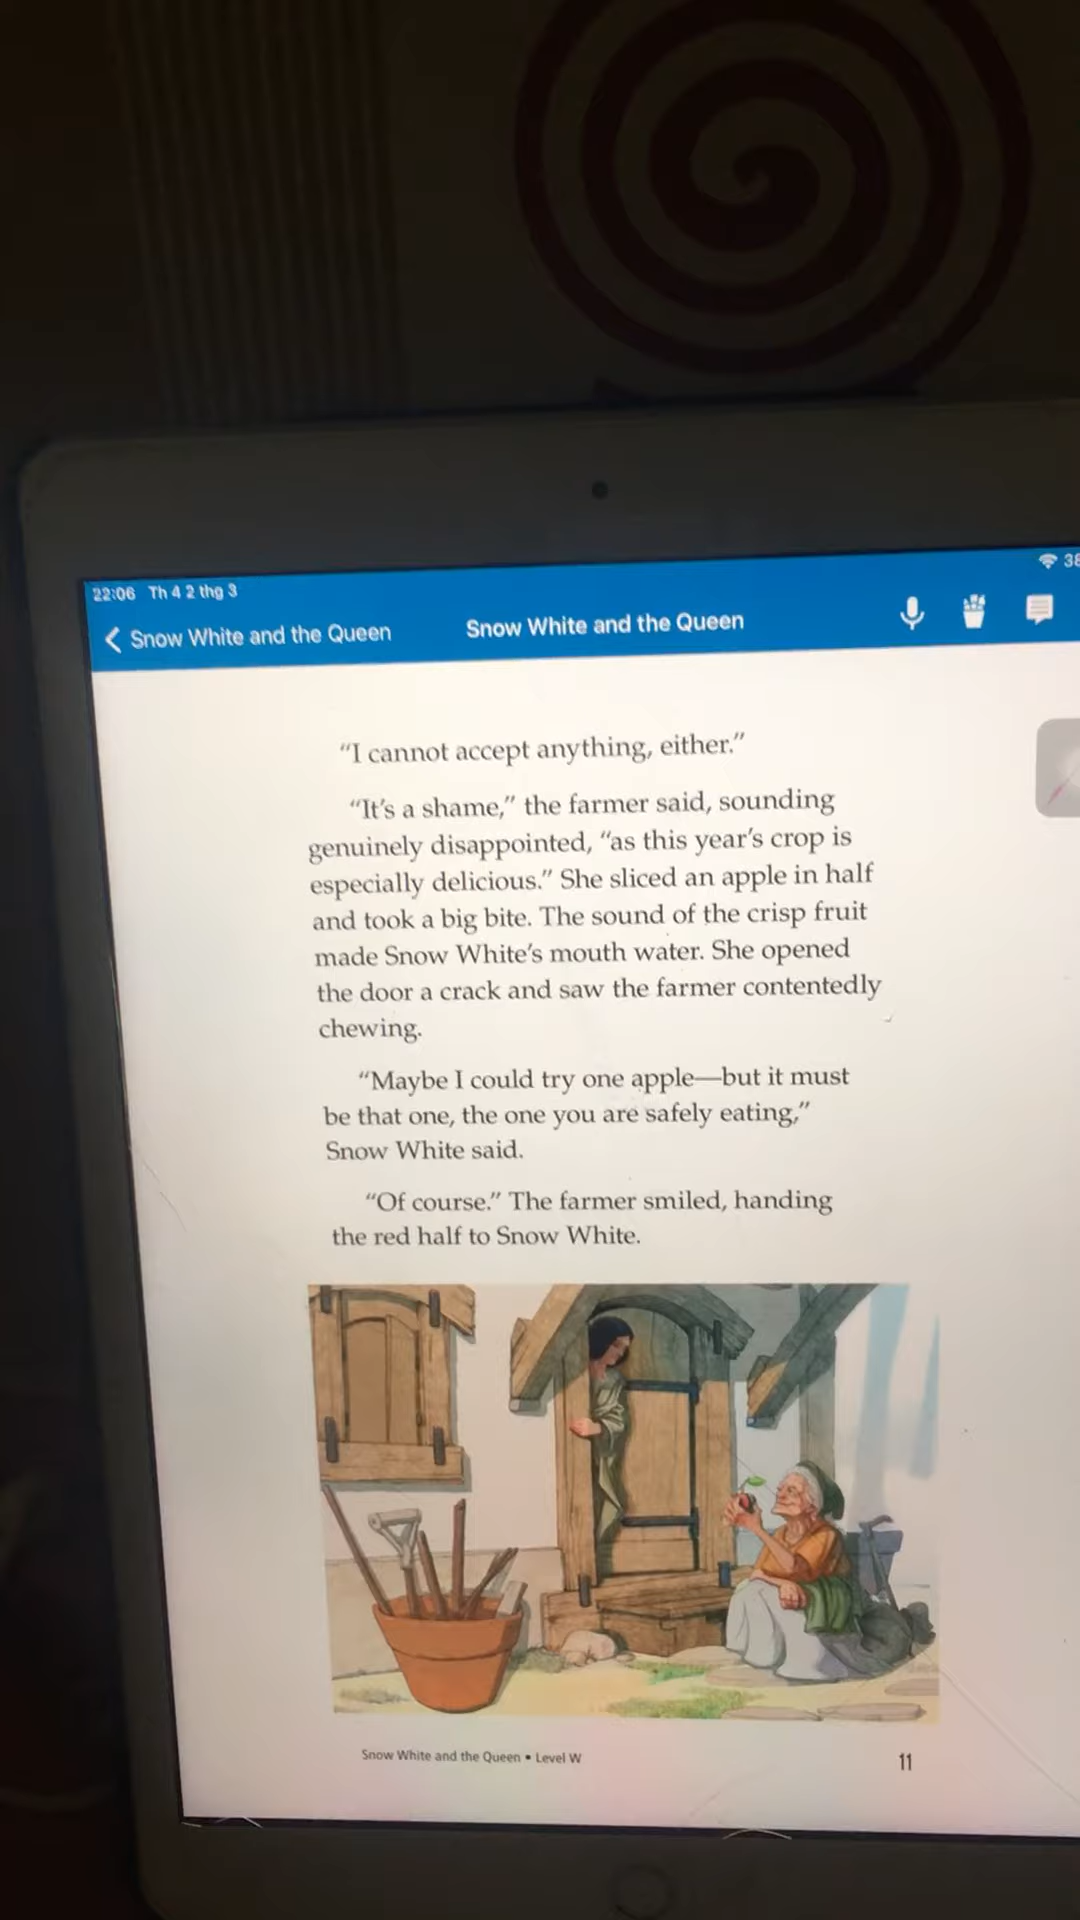 22:06 Th 4 2 thg 3
38
Snow White and the Queen
Snow White and the Queen
“I cannot accept anything, either.”
“It’s a shame,” the farmer said, sounding
genuinely disappointed, “as this year’s crop is
especially delicious.” She sliced an apple in half
and took a big bite. The sound of the crisp fruit
made Snow White’s mouth water. She opened
the door a crack and saw the farmer contentedly
chewing.
“Maybe I could try one apple—but it must
be that one, the one you are safely eating,”
Snow White said.
“Of course.” The farmer smiled, handing
the red half to Snow White.
Snow White and the Queen • Level W
11